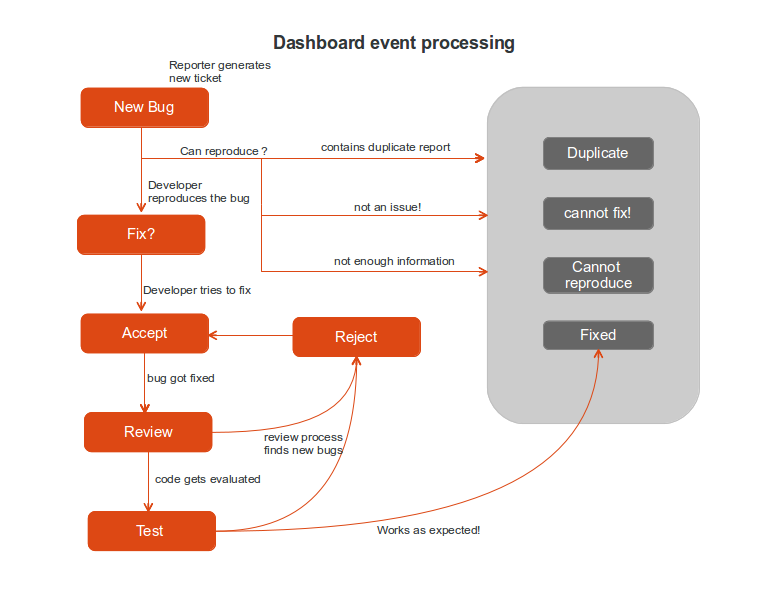 Dashboard event processing
Reporter generates
new ticket
New Bug
Can reproduce ?
contains duplicate report
Duplicate
Developer
reproduces the bug
not an issue!
cannot fix!
Fix?
not enough information
Cannot
reproduce
Developer tries to fix
Accept
Reject
Fixed
bug got fixed
Review
review process
finds new bugs
code gets evaluated
Test
Works as expected!